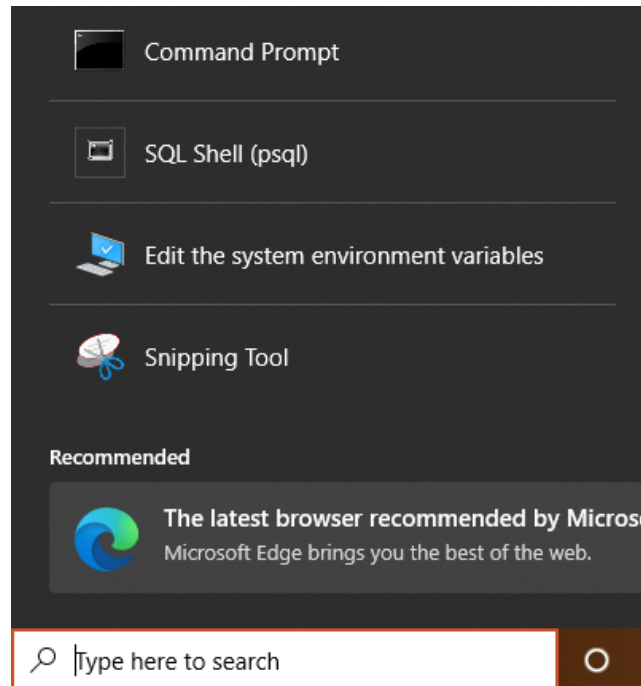 Command Prompt
SQL Shell (psql)
Edit the system environment variables
Snipping Tool
Recommended
The latest browser recommended by
Microsoft Edge brings you the best of the web.
Type here to search